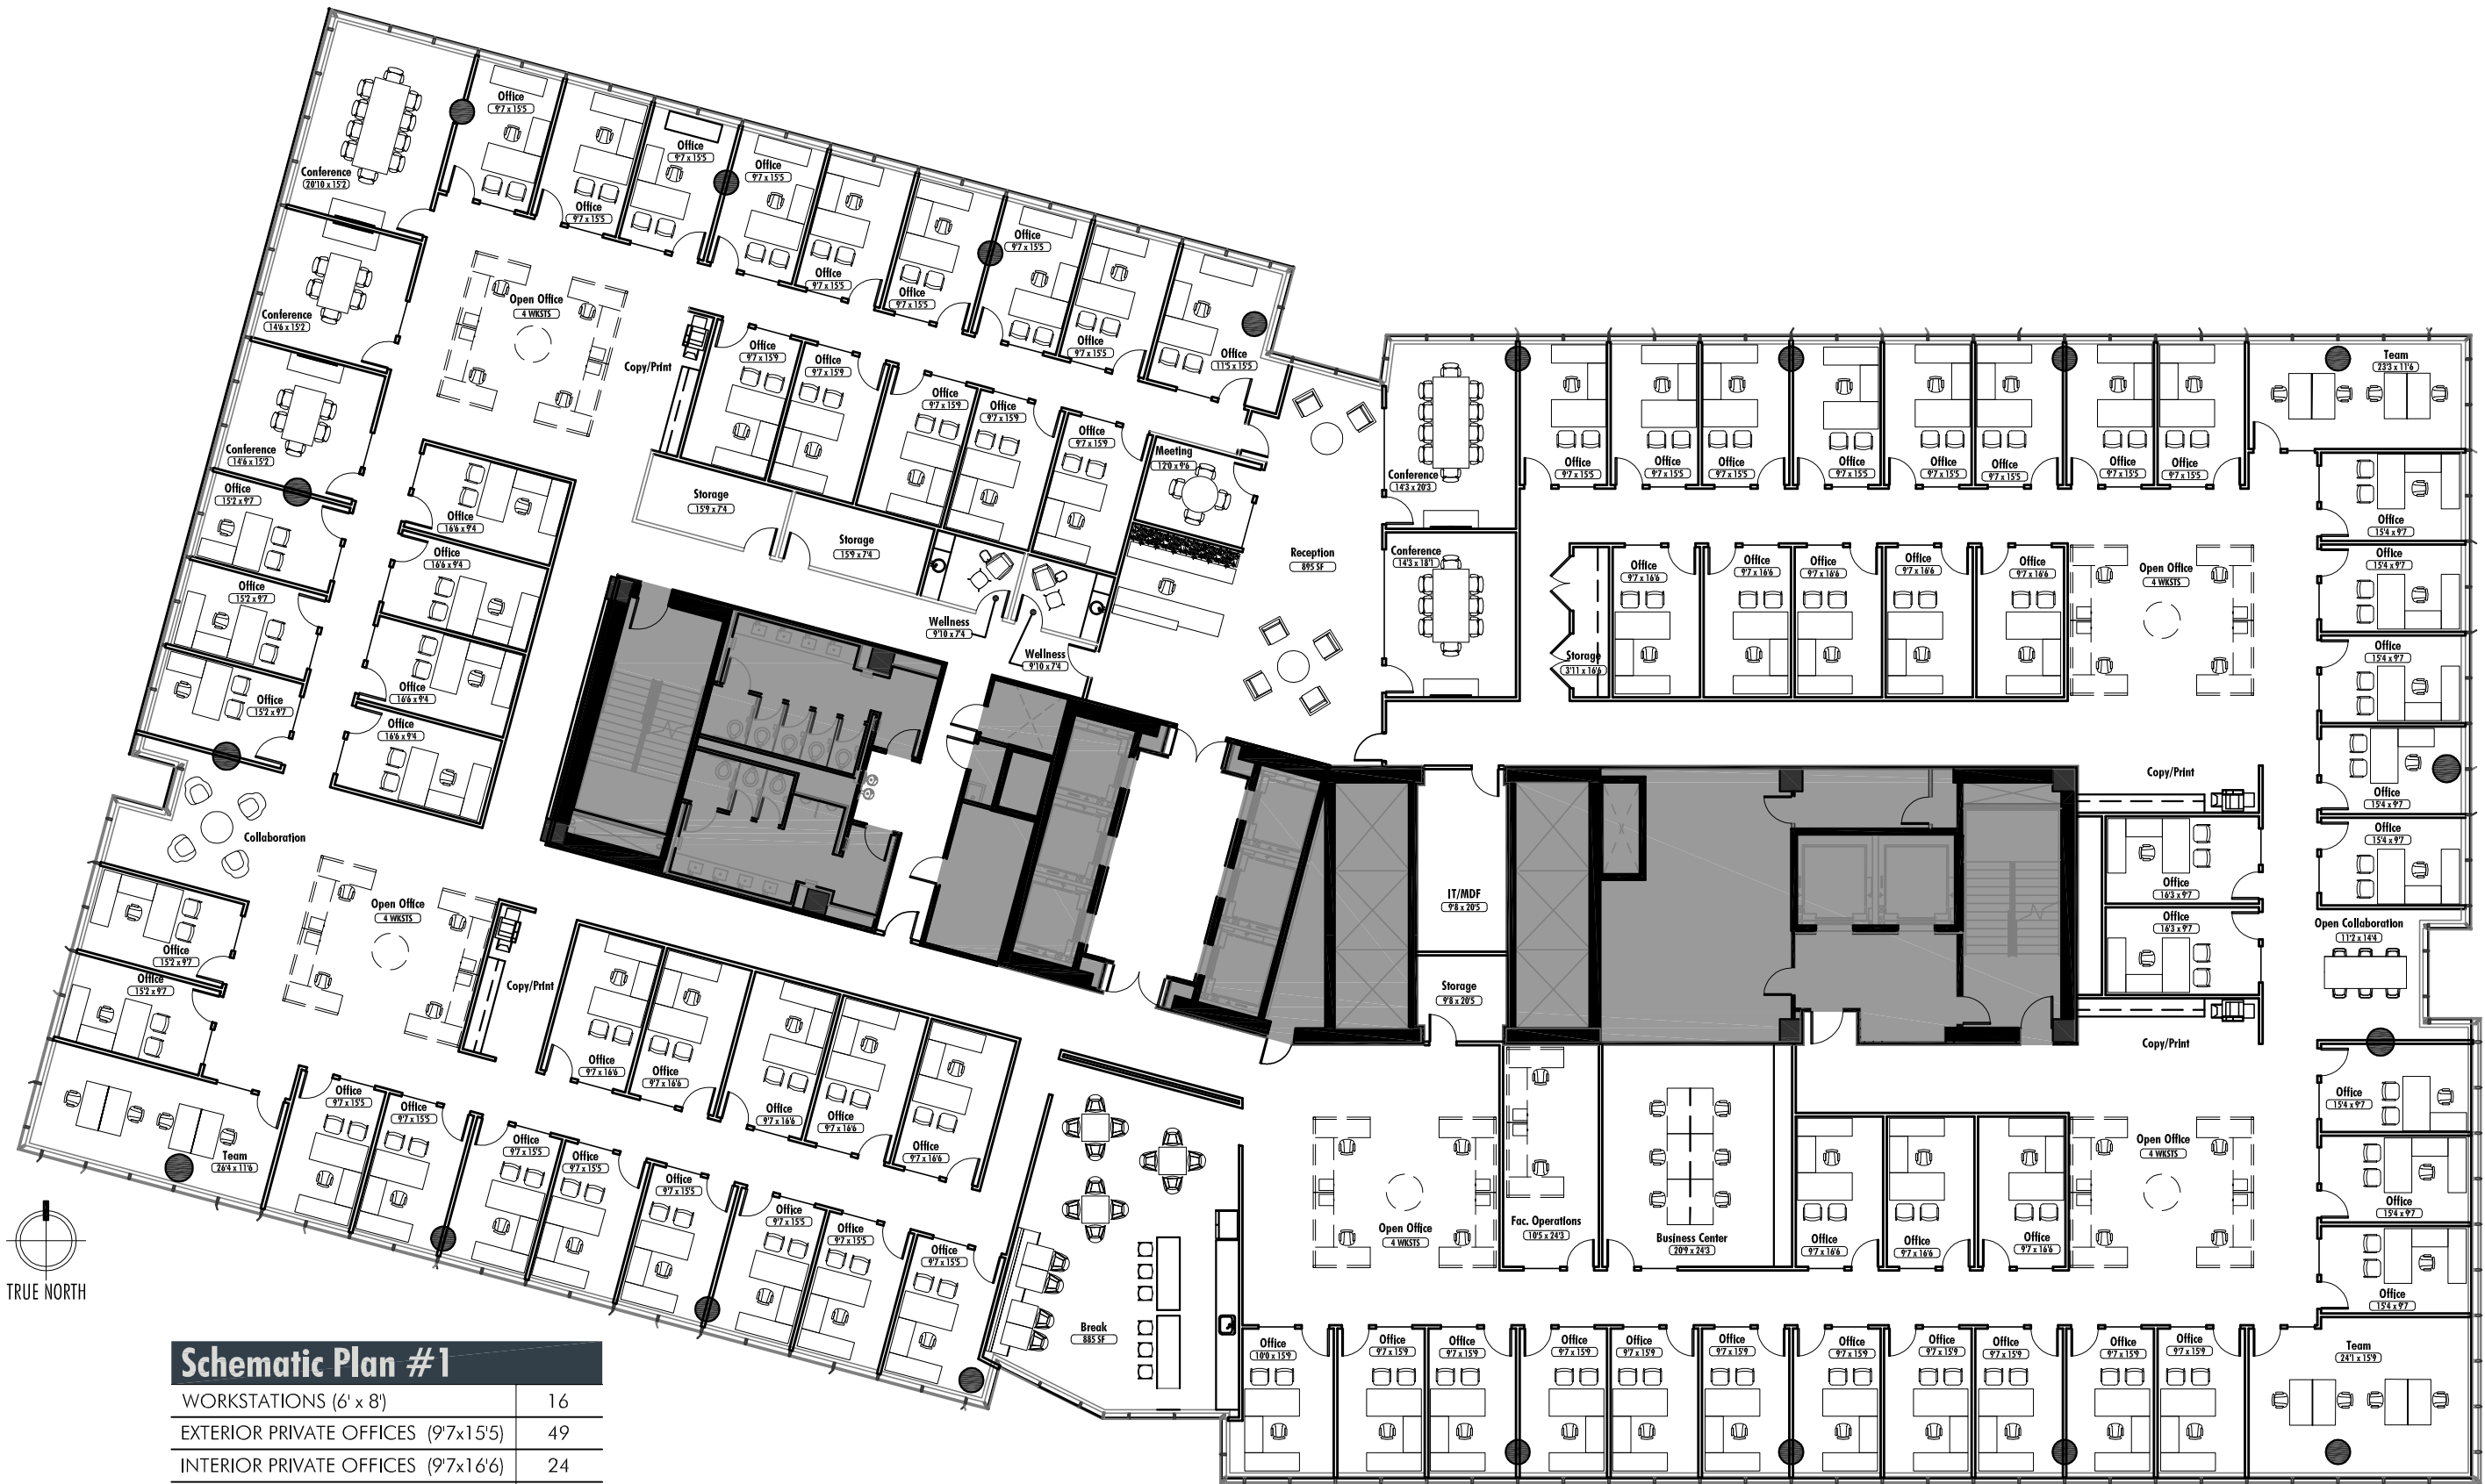 Office
9'7 x 15'5
Office
9'7 x 15'5
Office
9'7 x 15'5
Office
9'7 x 15'5
Office
9'7 x 15'5
Office
9'7 x 15'5
Office
9'7 x 15'5
Office
9'7 x 15'5
Office
11'5 x 15'5
Conference
20'10 x 15'2
Conference
14'6 x 15'2
Conference
14'6 x 15'2
Open Office
4 WKSTS
Copy/Print
Office
9'7 x 15'9
Office
9'7 x 15'9
Office
9'7 x 15'9
Office
9'7 x 15'9
Office
9'7 x 15'9
Meeting
12'0 x 9'6
Storage
15'9 x 7'4
Storage
15'9 x 7'4
Wellness
9'10 x 7'4
Wellness
9'10 x 7'4
Reception
895 SF
Office
15'2 x 9'7
Office
15'2 x 9'7
Office
15'2 x 9'7
Office
16'6 x 9'4
Office
16'6 x 9'4
Office
16'6 x 9'4
Office
16'6 x 9'4
Collaboration
Open Office
4 WKSTS
Copy/Print
Office
15'2 x 9'7
Office
15'2 x 9'7
Team
26'4 x 11'6
Office
9'7 x 16'6
Office
9'7 x 16'6
Office
9'7 x 16'6
Office
9'7 x 16'6
Office
9'7 x 16'6
Office
9'7 x 15'5
Office
9'7 x 15'5
Office
9'7 x 15'5
Office
9'7 x 15'5
Office
9'7 x 15'5
Office
9'7 x 15'5
Office
9'7 x 15'5
Office
9'7 x 15'5
Break
885 SF
Conference
14'3 x 20'3
Conference
14'3 x 18'1
Office
9'7 x 15'5
Office
9'7 x 15'5
Office
9'7 x 15'5
Office
9'7 x 15'5
Office
9'7 x 15'5
Office
9'7 x 15'5
Office
9'7 x 15'5
Office
9'7 x 15'5
Team
23'3 x 11'6
Storage
3'11 x 16'6
Office
9'7 x 16'6
Office
9'7 x 16'6
Office
9'7 x 16'6
Office
9'7 x 16'6
Office
9'7 x 16'6
Open Office
4 WKSTS
Office
15'4 x 9'7
Office
15'4 x 9'7
Office
15'4 x 9'7
Office
15'4 x 9'7
Office
15'4 x 9'7
Copy/Print
Office
16'3 x 9'7
Office
16'3 x 9'7
Open Collaboration
11'2 x 14'4
Copy/Print
IT/MDF
9'8 x 20'5
Storage
9'8 x 20'5
Office
15'4 x 9'7
Office
15'4 x 9'7
Office
15'4 x 9'7
Open Office
4 WKSTS
Fac. Operations
10'5 x 24'3
Business Center
20'9 x 24'3
Office
9'7 x 16'6
Office
9'7 x 16'6
Office
9'7 x 16'6
Open Office
4 WKSTS
Office
10'0 x 15'9
Office
9'7 x 15'9
Office
9'7 x 15'9
Office
9'7 x 15'9
Office
9'7 x 15'9
Office
9'7 x 15'9
Office
9'7 x 15'9
Office
9'7 x 15'9
Office
9'7 x 15'9
Office
9'7 x 15'9
Office
9'7 x 15'9
Team
24'1 x 15'9
TRUE NORTH
Schematic Plan #1
WORKSTATIONS (6' x 8') 16
EXTERIOR PRIVATE OFFICES (9'7x15'5) 49
INTERIOR PRIVATE OFFICES (9'7x16'6) 24